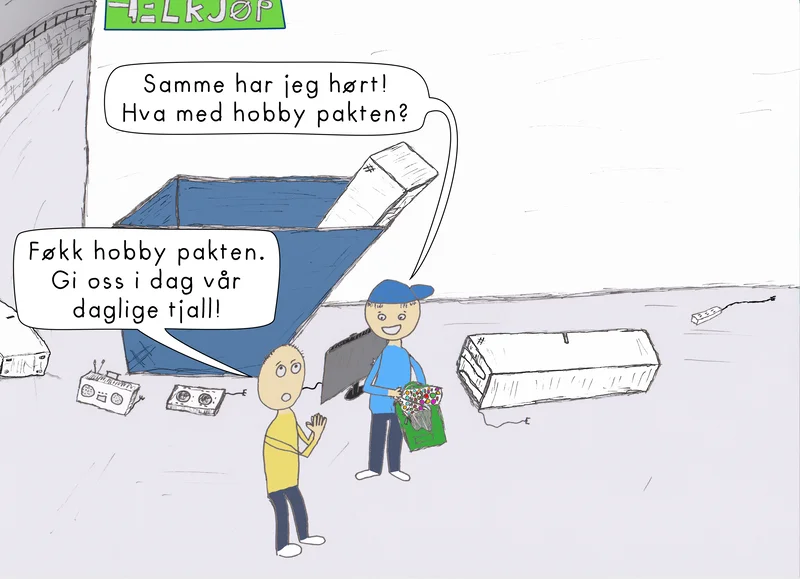 ELKJØP
Samme har jeg hørt!
Hva med hobby pakten?
Føkk hobby pakten.
Gi oss i dag vår
daglige tjall!